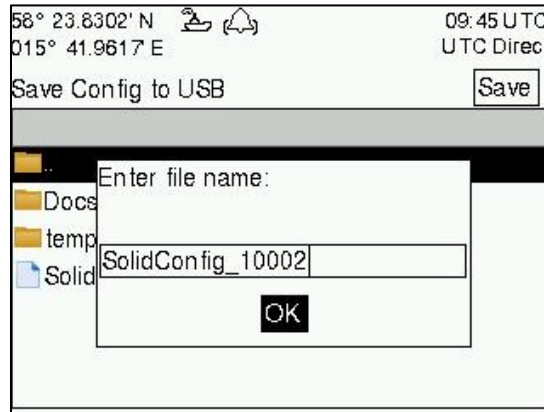 58° 23.8302' N 09:45 UTC
015° 41.9617' E UTC Direc
Save Config to USB Save
..
Enter file name:
Docs
temp
SolidConfig_10002
Solid
OK